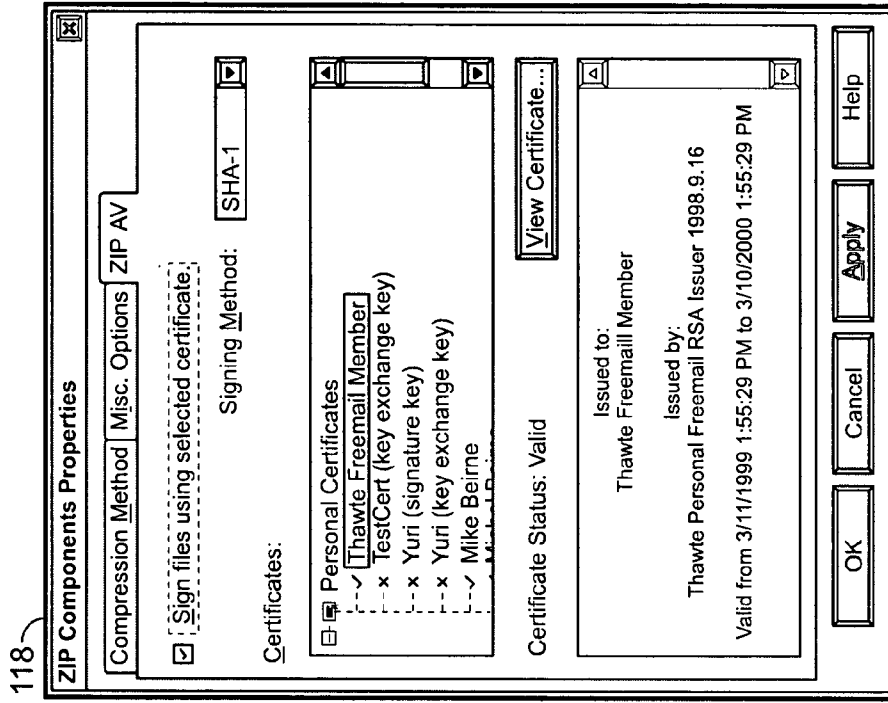 118
ZIP Components Properties
Compression Method Misc. Options ZIP AV
Sign files using selected certificate.
Signing Method: SHA-1
Certificates:
Personal Certificates
Thawte Freemail Member
TestCert (key exchange key)
Yuri (signature key)
Yuri (key exchange key)
Mike Beirne
Certificate Status: Valid
View Certificate...
Issued to:
Thawte Freemaill Member
Issued by:
Thawte Personal Freemail RSA Issuer 1998.9.16
Valid from 3/11/1999 1:55:29 PM to 3/10/2000 1:55:29 PM
OK Cancel Apply Help